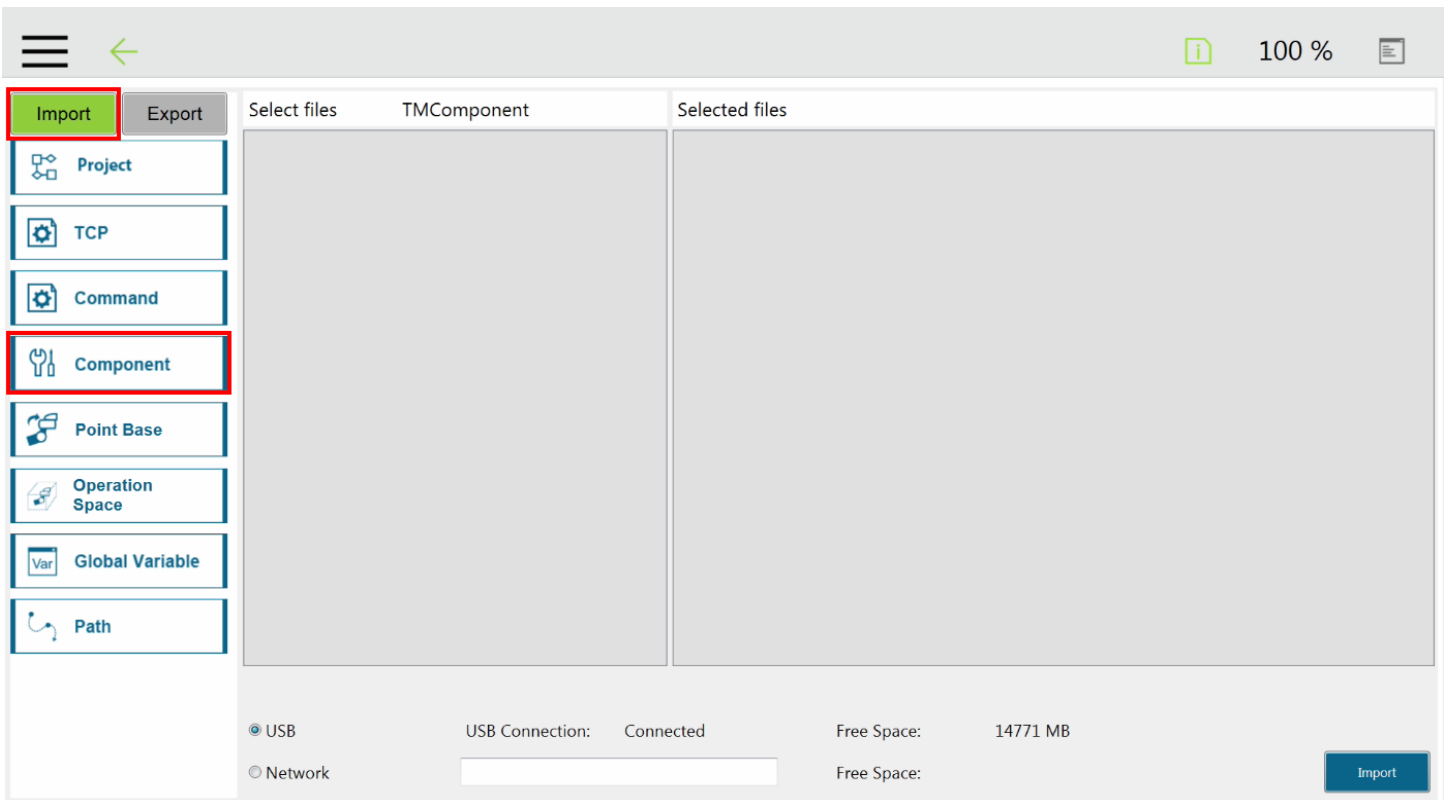 100 %
Import Export
Select files TMComponent Selected files
Project
TCP
Command
Component
Point Base
Operation
Space
Var Global Variable
Path
USB USB Connection: Connected Free Space: 14771 MB
Network Free Space:
Import